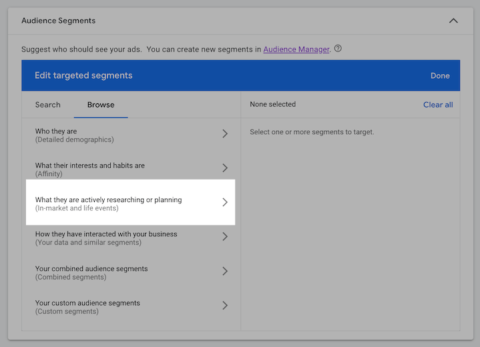 Audience Segments
Suggest who should see your ads. You can create new segments in Audience Manager.
Edit targeted segments
Done
Search
Browse
None selected
Clear all
Who they are
(Detailed demographics)
Select one or more segments to target.
What their interests and habits are
(Affinity)
What they are actively researching or planning
(In-market and life events)
How they have interacted with your business
(Your data and similar segments)
Your combined audience segments
(Combined segments)
Your custom audience segments
(Custom segments)